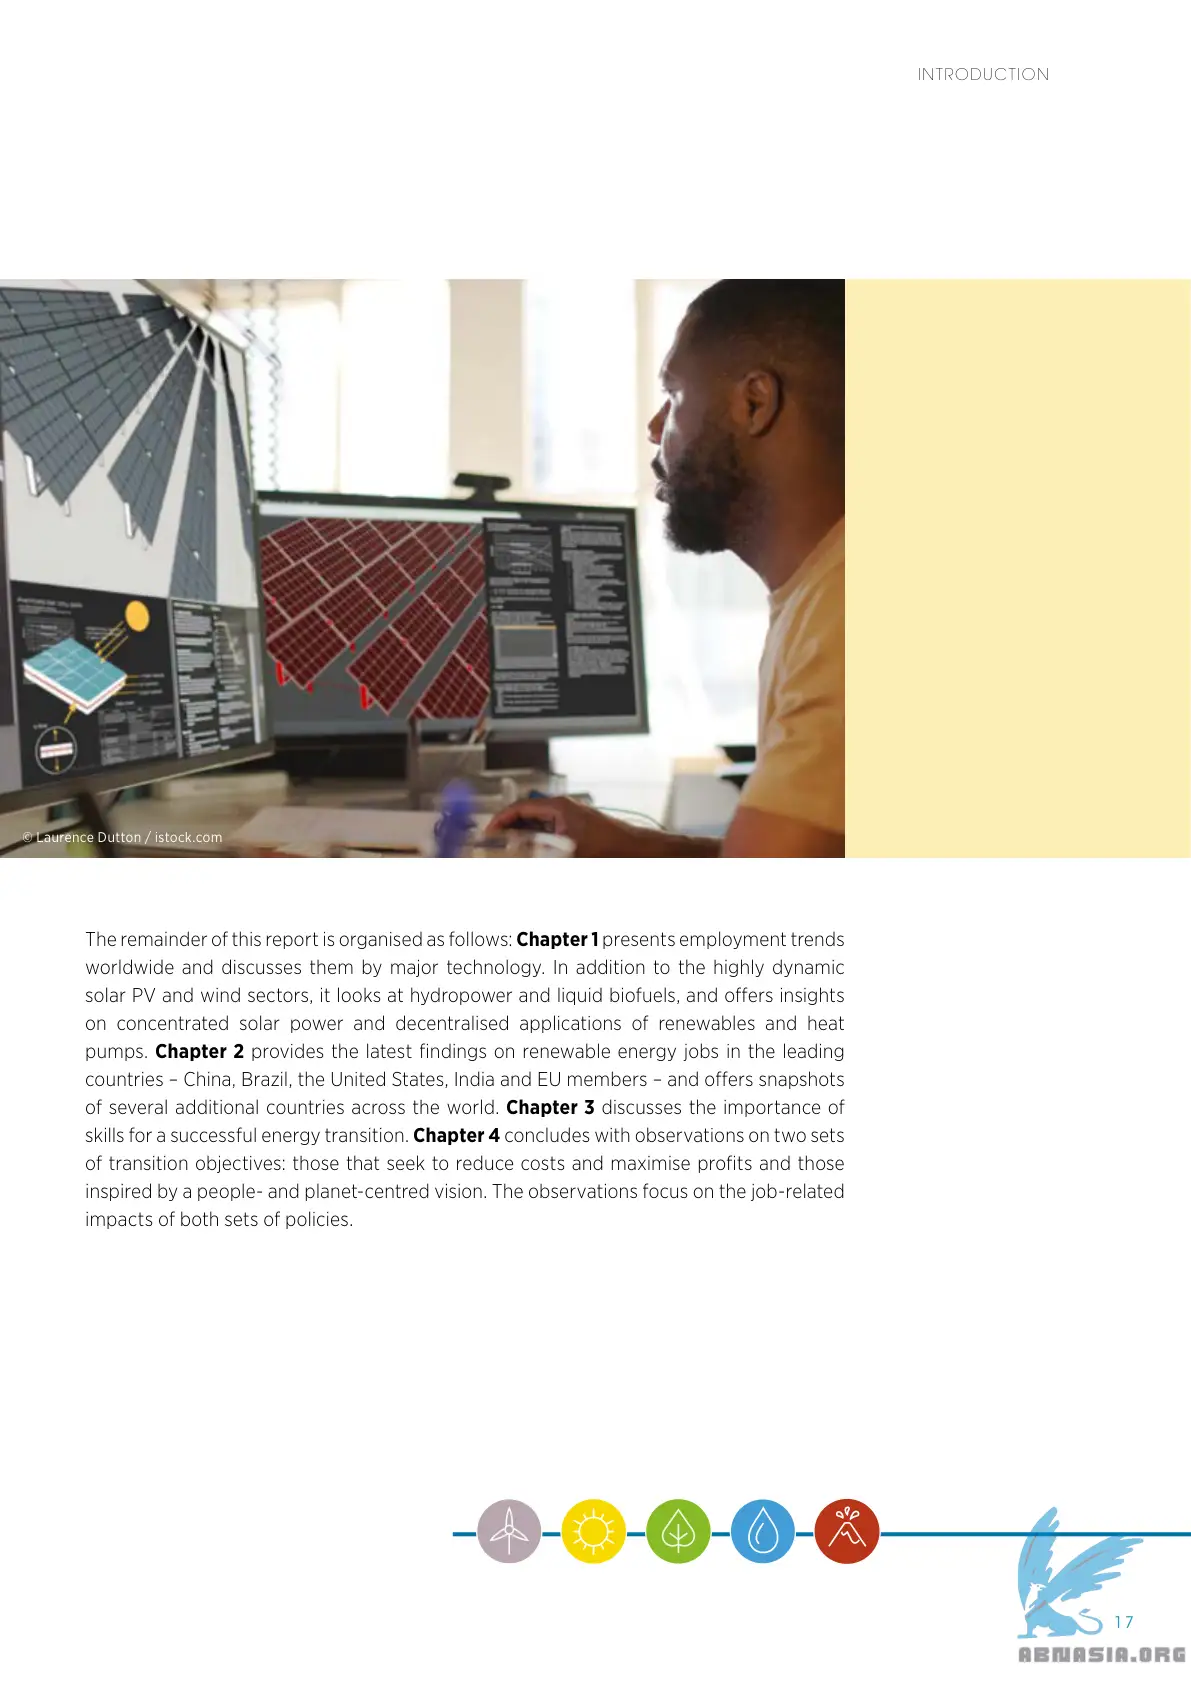 INTRODUCTION
© Laurence Dutton / istock.com
The remainder of this report is organised as follows: Chapter 1 presents employment trends
worldwide and discusses them by major technology. In addition to the highly dynamic
solar PV and wind sectors, it looks at hydropower and liquid biofuels, and offers insights
on concentrated solar power and decentralised applications of renewables and heat
pumps. Chapter 2 provides the latest findings on renewable energy jobs in the leading
countries – China, Brazil, the United States, India and EU members – and offers snapshots
of several additional countries across the world. Chapter 3 discusses the importance of
skills for a successful energy transition. Chapter 4 concludes with observations on two sets
of transition objectives: those that seek to reduce costs and maximise profits and those
inspired by a people- and planet-centred vision. The observations focus on the job-related
impacts of both sets of policies.
17
ABNASIA.ORG